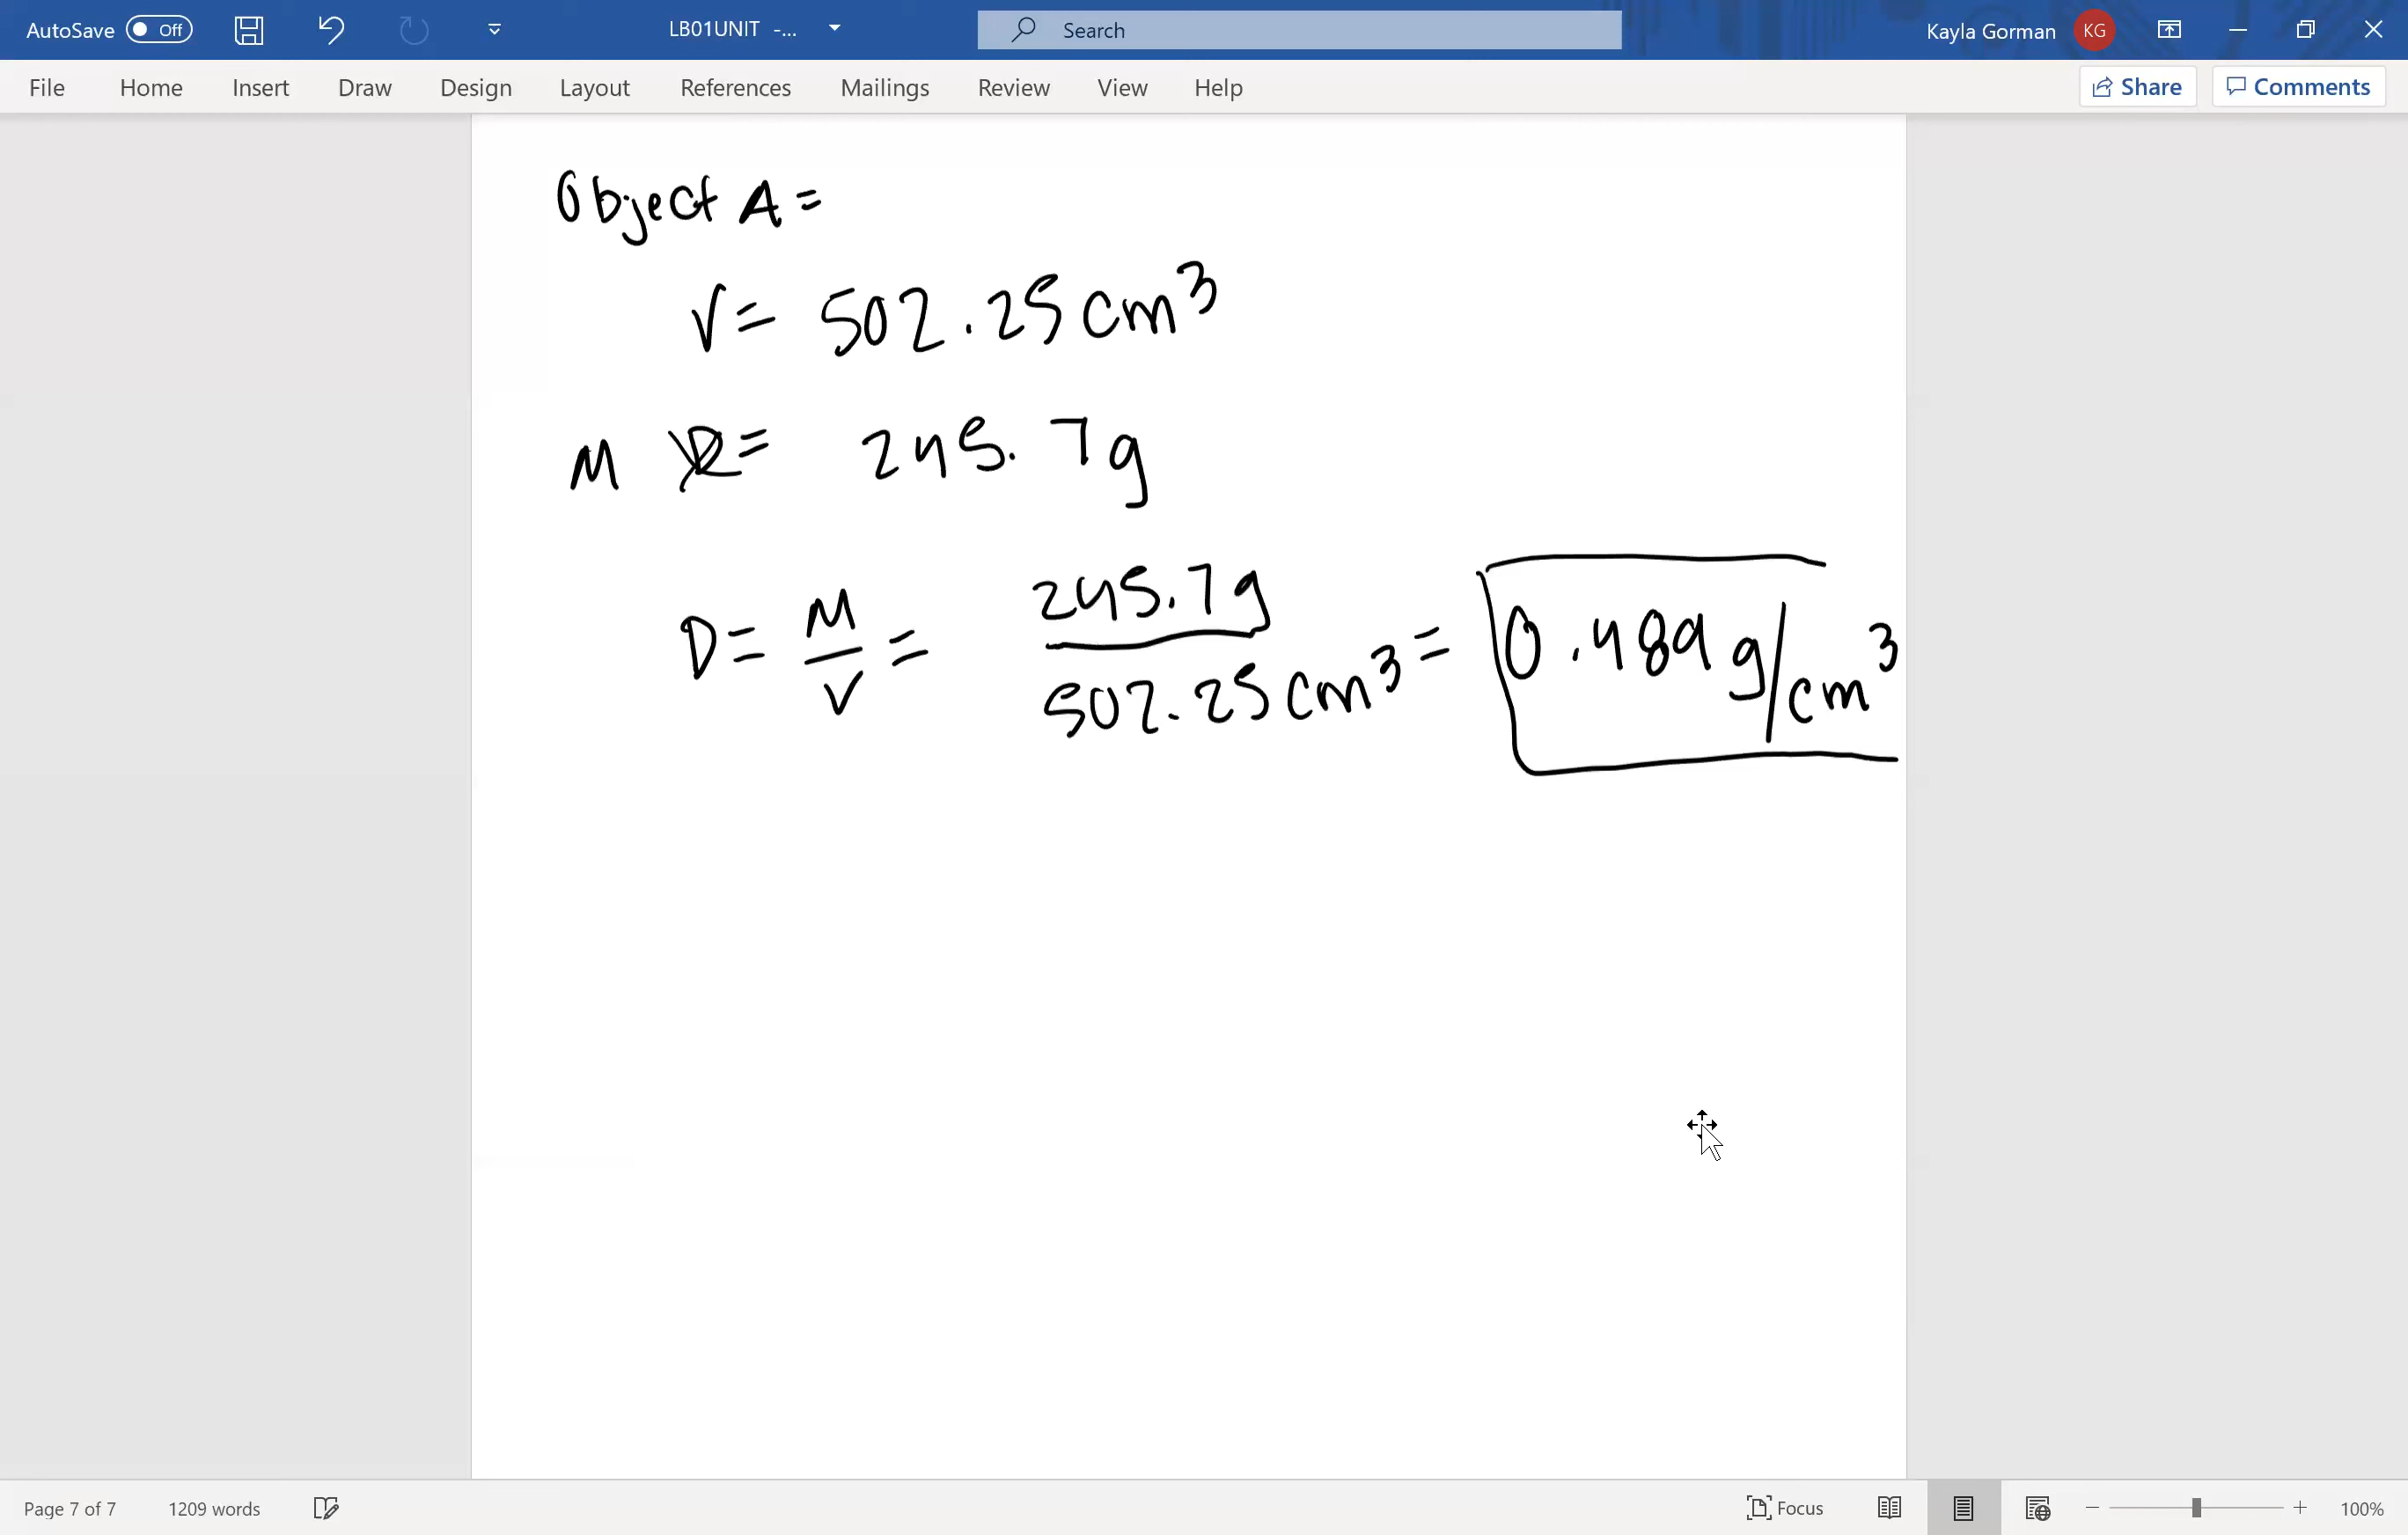 AutoSave Off LB01UNIT -... Search Kayla Gorman KG
File Home Insert Draw Design Layout References Mailings Review View Help Share Comments
Object A =
V = 502.25 cm³
M = 245.7g
D = M/V = 245.7g / 502.25 cm³ = 0.489 g/cm³
Page 7 of 7 1209 words Focus 100%